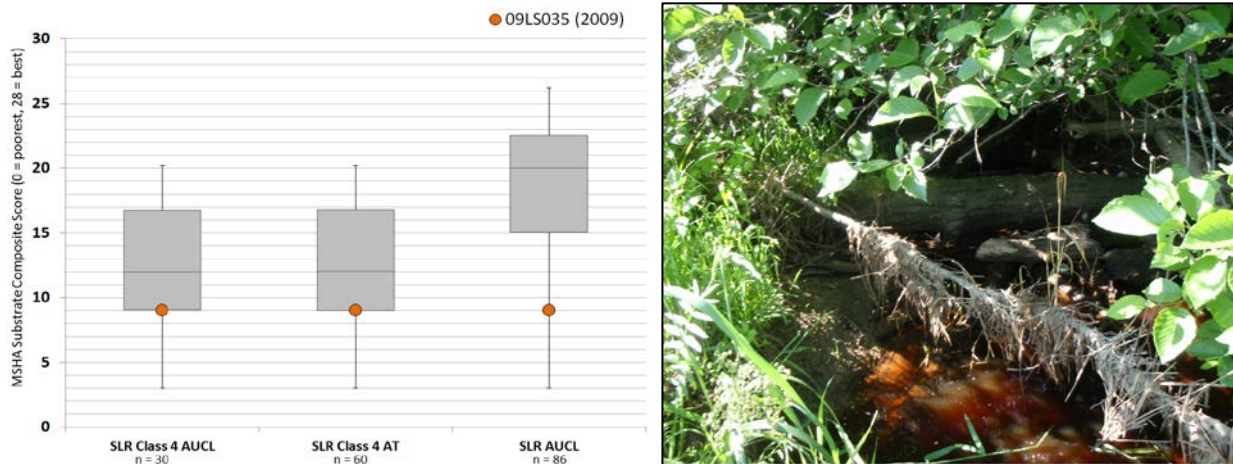 09LS035 (2009)
MSHA Substrate Composite Score (0 = poorest, 28 = best)
30
25
20
15
10
5
0
SLR Class 4 AUCL
n = 30
SLR Class 4 AT
n = 60
SLR AUCL
n = 86